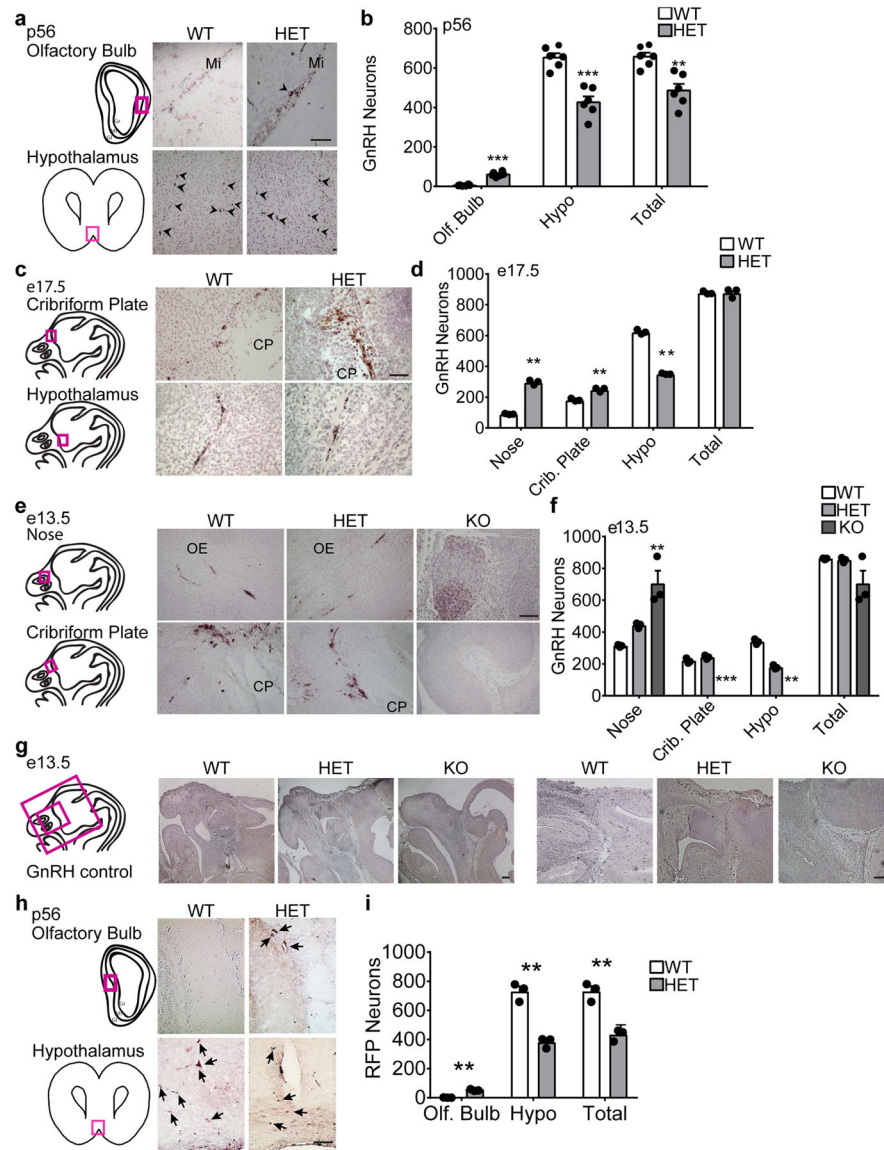 a
p56
Olfactory Bulb
WT
HET
Mi
Mi
Hypothalamus
b
p56
WT
HET
GnRH Neurons
800
600
400
200
0
***
***
**
Olf. Bulb
Hypo
Total
c
e17.5
Cribriform Plate
WT
HET
CP
CP
Hypothalamus
d
e17.5
WT
HET
GnRH Neurons
1000
800
600
400
200
0
**
**
**
Nose
Crib. Plate
Hypo
Total
e
e13.5
Nose
WT
HET
KO
OE
OE
Cribriform Plate
CP
CP
f
e13.5
WT
HET
KO
GnRH Neurons
1000
800
600
400
200
0
**
***
**
Nose
Crib. Plate
Hypo
Total
g
e13.5
GnRH control
WT
HET
KO
WT
HET
KO
h
p56
Olfactory Bulb
WT
HET
Hypothalamus
i
WT
HET
RFP Neurons
1000
800
600
400
200
0
**
**
**
Olf. Bulb
Hypo
Total